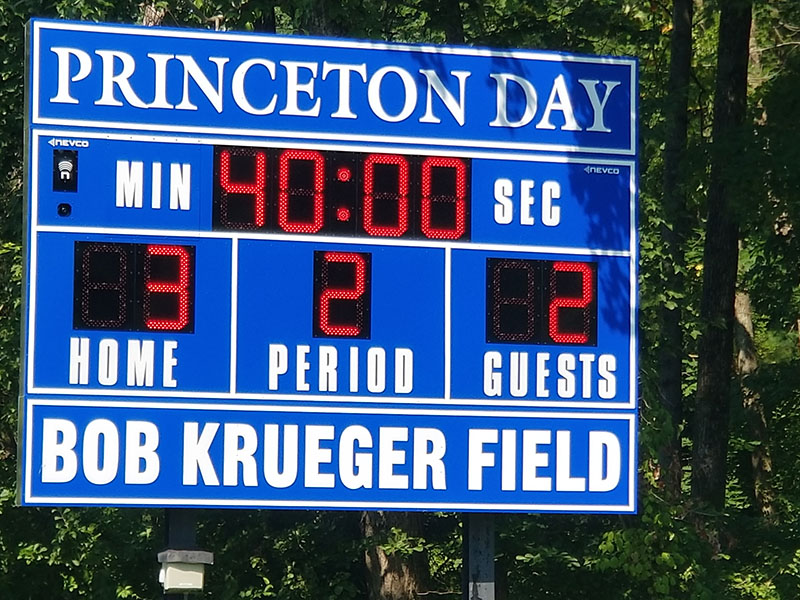 PRINCETON DAY
NEVCO
NEVCO
MIN 40:00 SEC
3 2 2
HOME PERIOD GUESTS
BOB KRUEGER FIELD